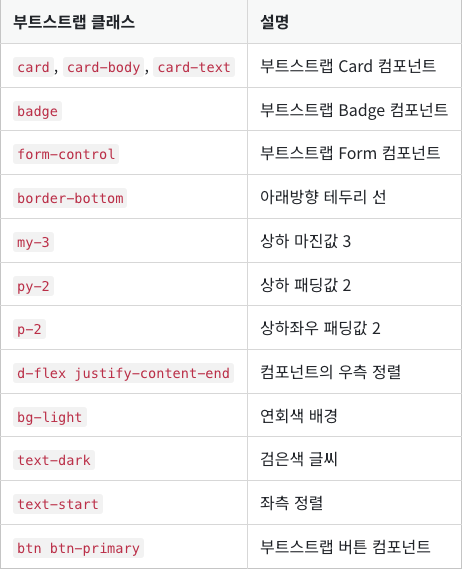 부트스트랩 클래스 설명
card, card-body, card-text 부트스트랩 Card 컴포넌트
badge 부트스트랩 Badge 컴포넌트
form-control 부트스트랩 Form 컴포넌트
border-bottom 아래방향 테두리 선
my-3 상하 마진값 3
py-2 상하 패딩값 2
p-2 상하좌우 패딩값 2
d-flex justify-content-end 컴포넌트의 우측 정렬
bg-light 연회색 배경
text-dark 검은색 글씨
text-start 좌측 정렬
btn btn-primary 부트스트랩 버튼 컴포넌트